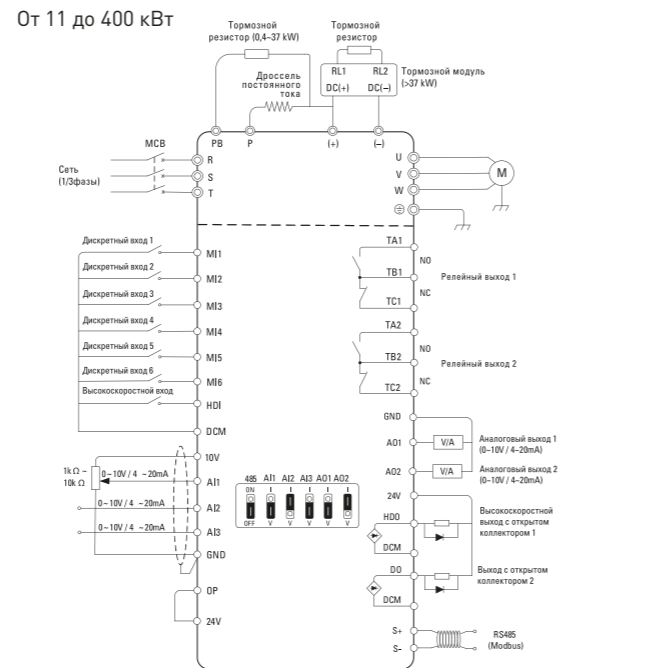 От 11 до 400 кВт
Тормозной
резистор (0,4~37 kW)
Тормозной
резистор
RL1 RL2
DC(+) DC(−)
Тормозной модуль
(>37 kW)
Дроссель
постоянного
тока
PB P (+) (−)
MCB
Сеть
(1/3фазы)
R
S
T
U
V
W
M
Дискретный вход 1
MI1
Дискретный вход 2
MI2
Дискретный вход 3
MI3
Дискретный вход 4
MI4
Дискретный вход 5
MI5
Дискретный вход 6
MI6
Высокоскоростной вход
HDI
DCM
TA1
NO
TB1
Релейный выход 1
NC
TC1
TA2
NO
TB2
Релейный выход 2
NC
TC2
GND
AO1
V/A
Аналоговый выход 1
(0~10V / 4~20mA)
AO2
V/A
Аналоговый выход 2
(0~10V / 4~20mA)
10V
1k Ω ~
10k Ω
0~10V / 4 ~20mA
AI1
0~10V / 4 ~20mA
AI2
0~10V / 4 ~20mA
AI3
GND
OP
24V
485 AI1 AI2 AI3 AO1 AO2
ON I I I I I
OFF V V V V V
24V
HDO
DCM
Высокоскоростной
выход с открытом
коллектором 1
DO
DCM
Выход с открытом
коллектором 2
S+
S−
RS485
(Modbus)